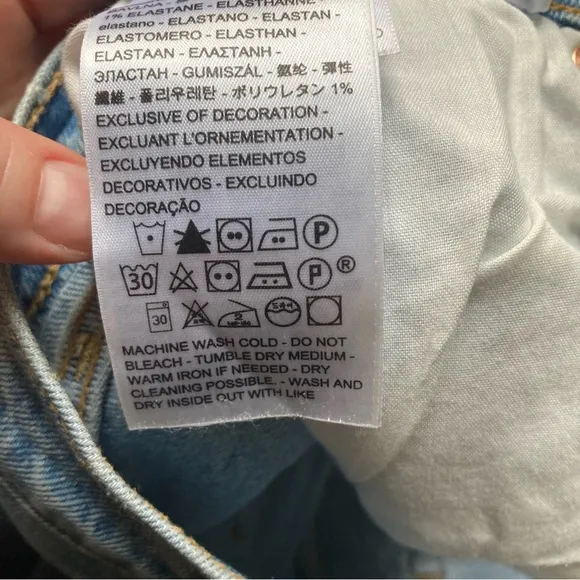 1% ELASTANE - ELASTHANNE
elastano - ELASTANO - ELASTAN -
ELASTOMERO - ELASTHAN -
ELASTAAN - ΕΛΑΣΤΑΝΗ -
ЭЛАСТАН - GUMISZÁL - 氨纶 - 彈性
纖維 - 폴리우레탄 - ポリウレタン 1%
EXCLUSIVE OF DECORATION -
EXCLUANT L'ORNEMENTATION -
EXCLUYENDO ELEMENTOS
DECORATIVOS - EXCLUINDO
DECORAÇÃO
P
30 P ®
30 2
MACHINE WASH COLD - DO NOT
BLEACH - TUMBLE DRY MEDIUM -
WARM IRON IF NEEDED - DRY
CLEANING POSSIBLE. - WASH AND
DRY INSIDE OUT WITH LIKE